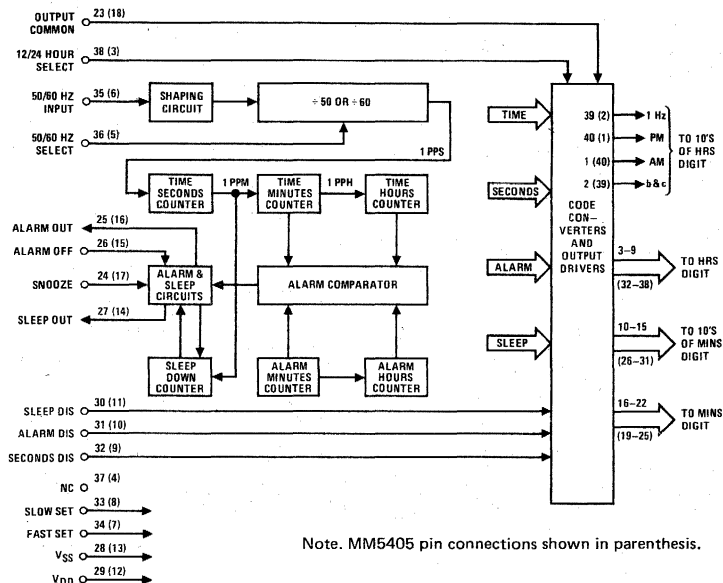 OUTPUT
COMMON
23 (18)
12/24 HOUR
SELECT
38 (3)
50/60 HZ
INPUT
35 (6)
SHAPING
CIRCUIT
÷50 OR ÷60
50/60 HZ
SELECT
36 (5)
1 PPS
TIME
SECONDS
COUNTER
1 PPM
TIME
MINUTES
COUNTER
1 PPH
TIME
HOURS
COUNTER
ALARM OUT
25 (16)
ALARM OFF
26 (15)
SNOOZE
24 (17)
SLEEP OUT
27 (14)
ALARM &
SLEEP
CIRCUITS
ALARM COMPARATOR
SLEEP
DOWN
COUNTER
ALARM
MINUTES
COUNTER
ALARM
HOURS
COUNTER
SLEEP DIS
30 (11)
ALARM DIS
31 (10)
SECONDS DIS
32 (9)
NC
37 (4)
SLOW SET
33 (8)
FAST SET
34 (7)
VSS
28 (13)
VDD
29 (12)
TIME
SECONDS
ALARM
SLEEP
39 (2)
1 Hz
40 (1)
PM
1 (40)
AM
2 (39)
b & c
TO 10'S
OF HRS
DIGIT
CODE
CON–
VERTERS
AND
OUTPUT
DRIVERS
3–9
(32–38)
TO HRS
DIGIT
10–15
(26–31)
TO 10'S
OF MINS
DIGIT
16–22
(19–25)
TO MINS
DIGIT
Note. MM5405 pin connections shown in parenthesis.